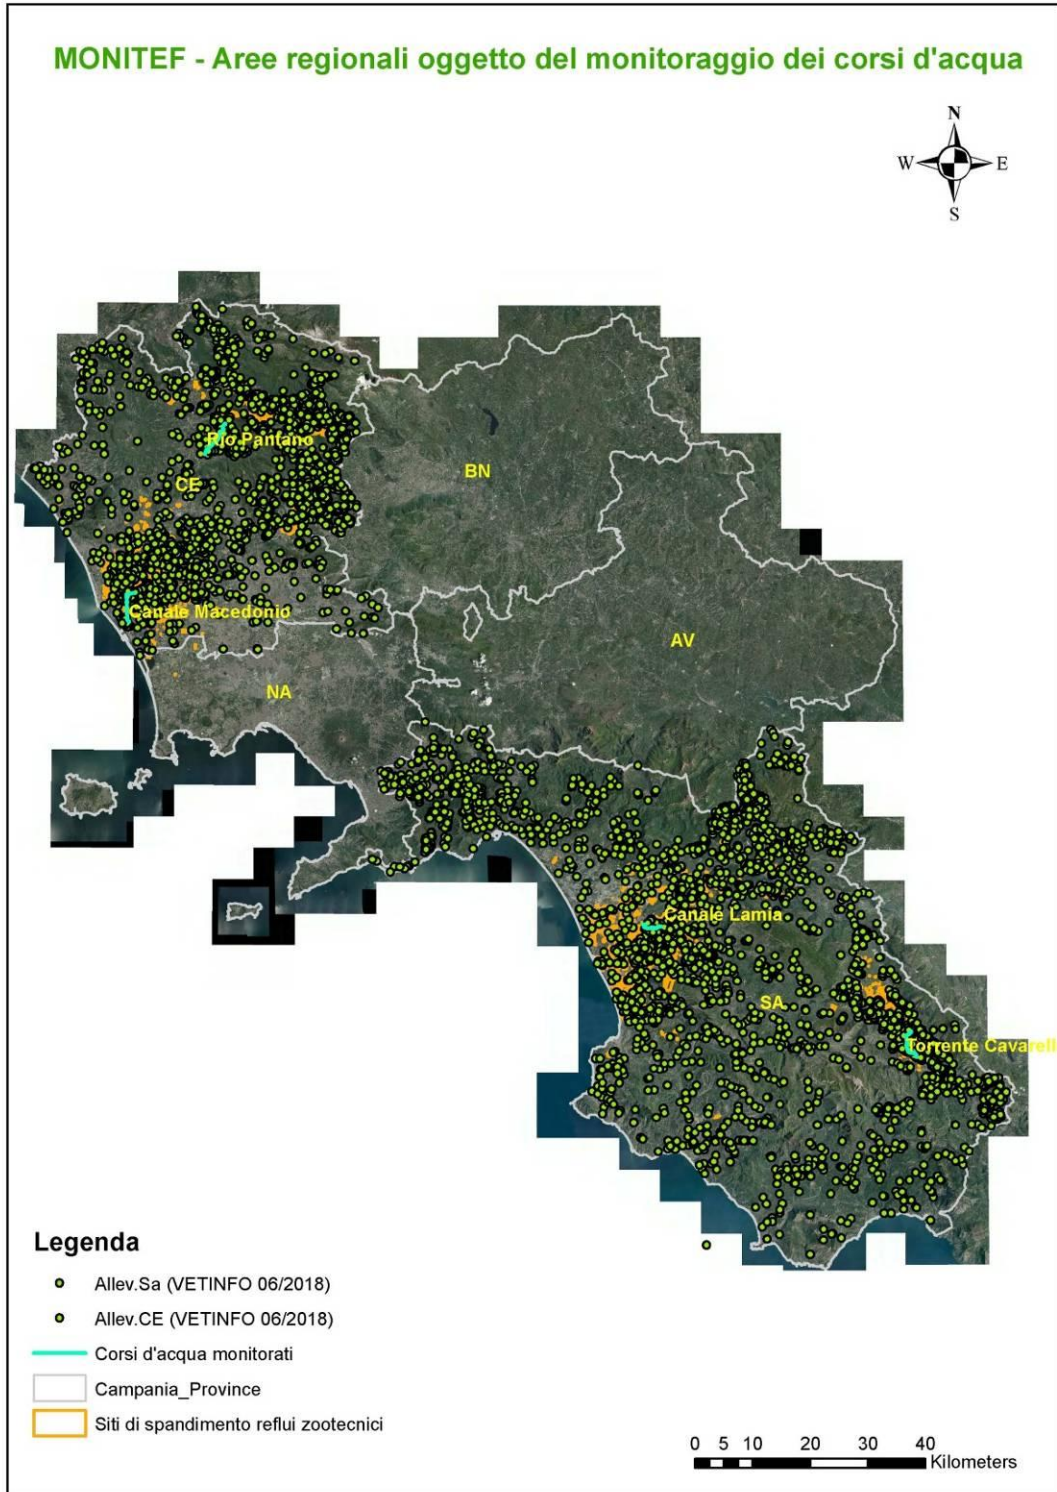 MONITEF - Aree regionali oggetto del monitoraggio dei corsi d'acqua
N
W E
S
Rio Pantano
BN
CE
Canale Macedonio
AV
NA
Canale Lamia
SA
Torrente Cavarell
Legenda
Allev.Sa (VETINFO 06/2018)
Allev.CE (VETINFO 06/2018)
Corsi d'acqua monitorati
Campania_Province
Siti di spandimento reflui zootecnici
0 5 10 20 30 40
Kilometers